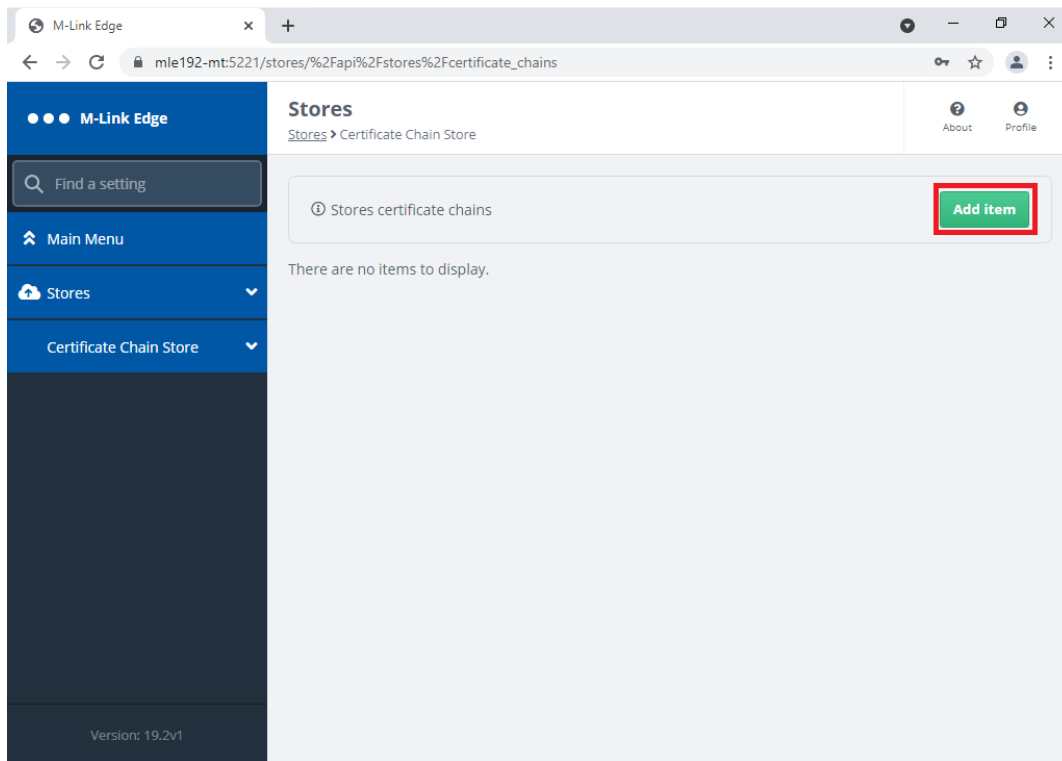 M-Link Edge
mle192-mt:5221/stores/%2Fapi%2Fstores%2Fcertificate_chains
M-Link Edge
Stores
Stores > Certificate Chain Store
About
Profile
Find a setting
Stores certificate chains
Add item
Main Menu
There are no items to display.
Stores
Certificate Chain Store
Version: 19.2v1